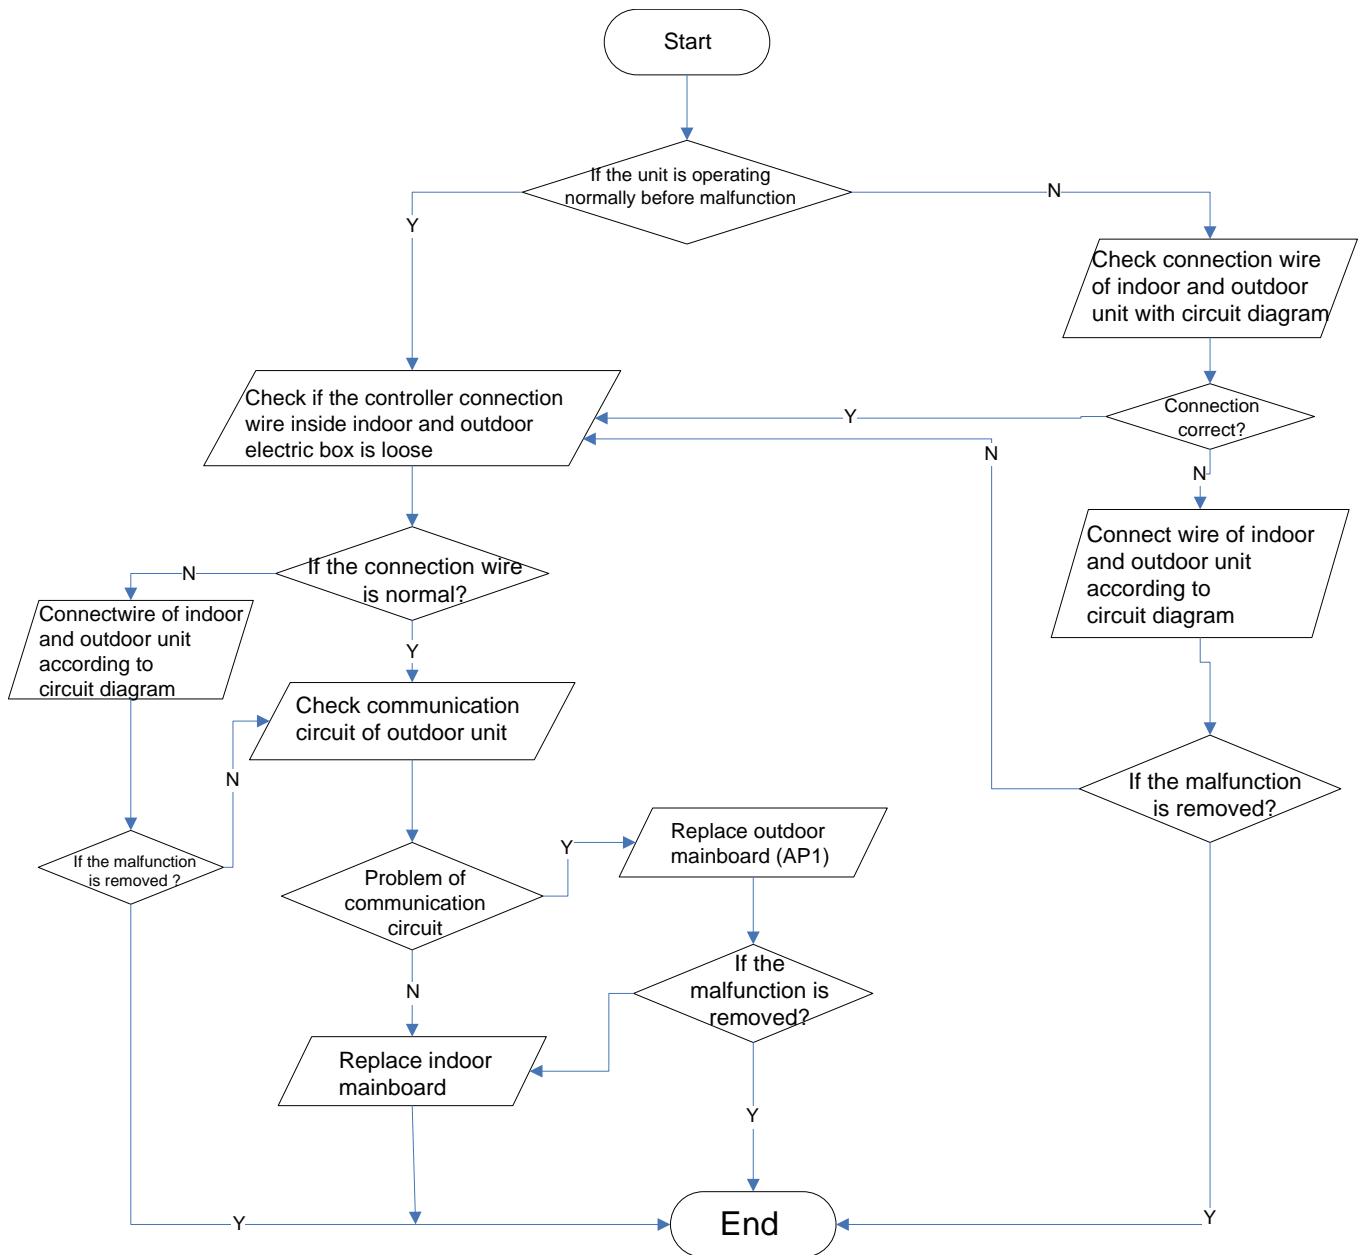 Start
If the unit is operating
normally before malfunction
N
Y
Check connection wire
of indoor and outdoor
unit with circuit diagram
Check if the controller connection
wire inside indoor and outdoor
electric box is loose
Y
Connection
correct?
N
N
Connect wire of indoor
and outdoor unit
according to
circuit diagram
If the connection wire
is normal?
N
Connectwire of indoor
and outdoor unit
according to
circuit diagram
Y
Check communication
circuit of outdoor unit
N
If the malfunction
is removed?
Replace outdoor
mainboard (AP1)
Y
If the malfunction
is removed ?
Problem of
communication
circuit
If the
malfunction is
removed?
N
Replace indoor
mainboard
Y
Y
End
Y